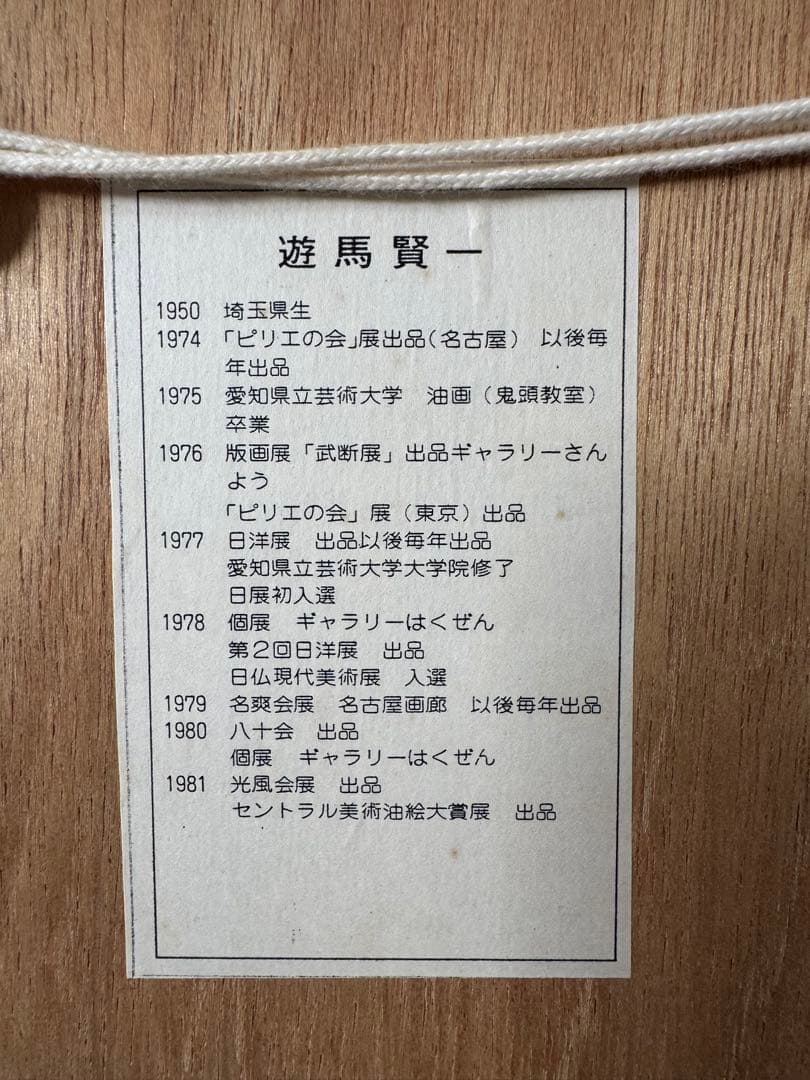 遊馬賢一
1950 埼玉県生
1974 「ピリエの会」展出品(名古屋) 以後毎
年出品
1975 愛知県立芸術大学 油画(鬼頭教室)
卒業
1976 版画展「武断展」出品ギャラリーさん
よう
「ピリエの会」展(東京)出品
1977 日洋展 出品以後毎年出品
愛知県立芸術大学大学院修了
日展初入選
1978 個展 ギャラリーはくぜん
第2回日洋展 出品
日仏現代美術展 入選
1979 名爽会展 名古屋画廊 以後毎年出品
1980 八十会 出品
個展 ギャラリーはくぜん
1981 光風会展 出品
セントラル美術油絵大賞展 出品